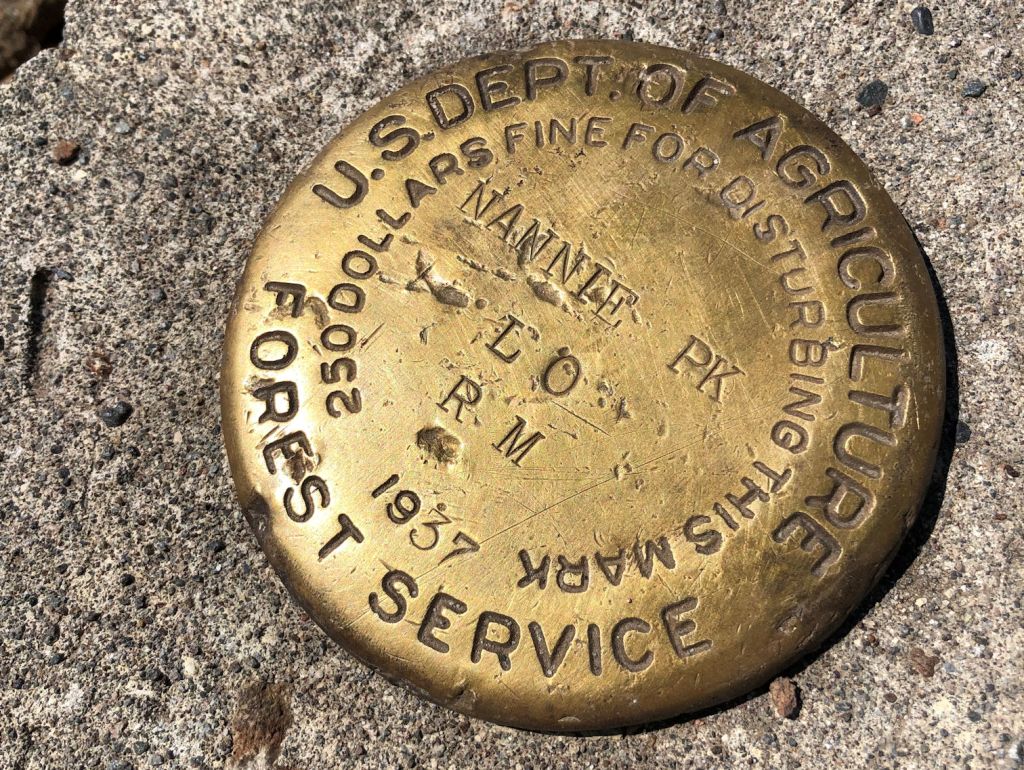 U.S. DEPT. OF AGRICULTURE
FOREST SERVICE
250 DOLLARS FINE FOR DISTURBING THIS MARK
NANNIE PK
L O
R M
1937